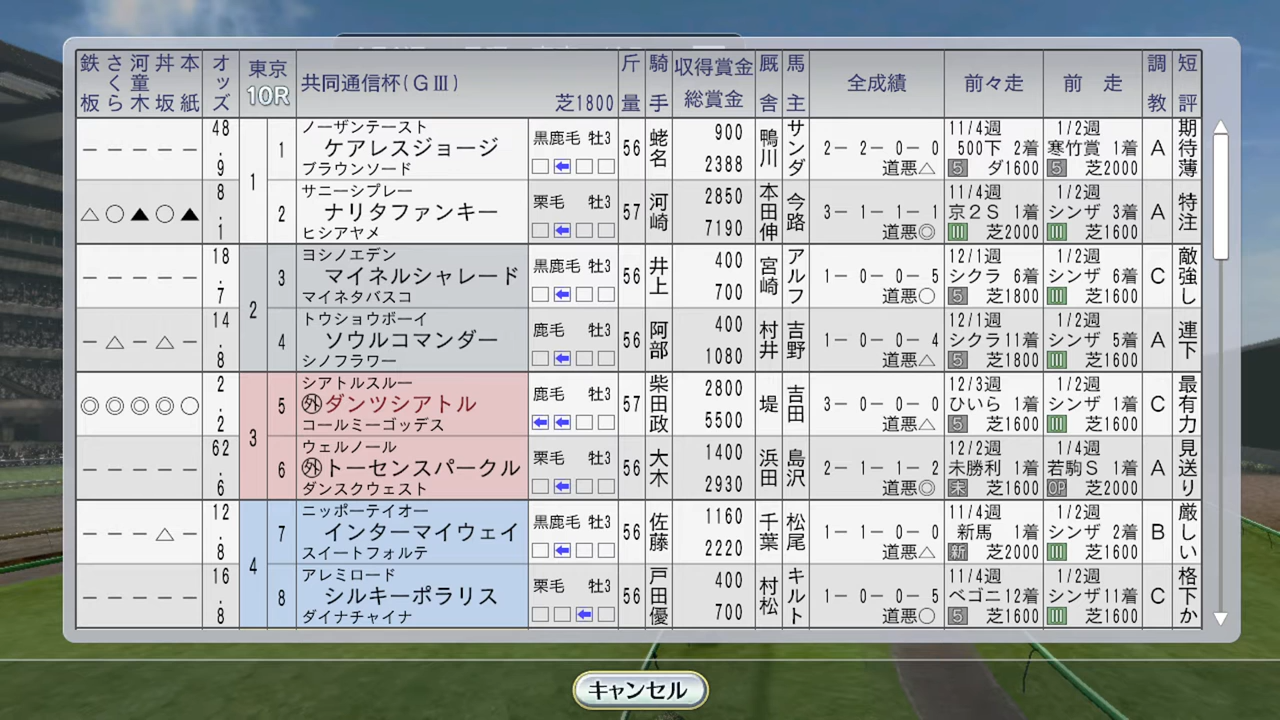 鉄板 さくら 河童木 丼坂 本紙 オッズ 東京 10R 共同通信杯(GⅢ) 芝1800 斤量 騎手 収得賞金 総賞金 厩舎 馬主 全成績 前々走 前 走 調教 短評
― ― ― ― ― 48.9 1 1 ノーザンテースト
ケアレスジョージ
ブラウンソード
黒鹿毛 牡3 56 蛯名 900 2388 鴨川 サンダ 2－ 2－ 0－ 0 道悪△
11/4週 500下 2着 5 ダ1600
1/2週 寒竹賞 1着 5 芝2000
A 期待薄
△ ○ ▲ ○ ▲ 8.1 2 サニースプレー
ナリタファンキー
ヒシアヤメ
栗毛 牡3 57 河崎 2850 7190 本田伸 今路 3－ 1－ 1－ 1 道悪◎
11/4週 京2S 1着 Ⅲ 芝2000
1/2週 シンザ 3着 Ⅲ 芝1600
A 特注
― ― ― ― ― 18.7 2 3 ヨシノエデン
マイネルシャレード
マイネタバスコ
黒鹿毛 牡3 56 井上 400 700 宮崎 アルフ 1－ 0－ 0－ 5 道悪○
12/1週 シクラ 6着 5 芝1800
1/2週 シンザ 6着 Ⅲ 芝1600
C 敵強し
― △ ― △ ― 14.8 4 トウショウボーイ
ソウルコマンダー
シノフラワー
鹿毛 牡3 56 阿部 400 1080 村井 吉野 1－ 0－ 0－ 4 道悪△
12/1週 シクラ 11着 5 芝1800
1/2週 シンザ 5着 Ⅲ 芝1600
A 連下
◎ ◎ ◎ ◎ ○ 2.2 3 5 シアトルスルー
外 ダンツシアトル
コールミーゴッデス
鹿毛 牡3 57 柴田政 2800 5500 堤 吉田 3－ 0－ 0－ 0 道悪△
12/3週 ひいら 1着 5 芝1600
1/2週 シンザ 1着 Ⅲ 芝1600
C 最有力
― ― ― ― ― 62.6 6 ウェルノール
外 トーセンスパークル
ダンスクウェスト
栗毛 牡3 56 大木 1400 2930 浜田 島沢 2－ 1－ 1－ 2 道悪◎
12/2週 未勝利 1着 未 芝1600
1/4週 若駒S 1着 OP 芝2000
A 見送り
― ― ― △ ― 12.8 4 7 ニッポーテイオー
インターマイウェイ
スイートフォルテ
黒鹿毛 牡3 56 佐藤 1160 2220 千葉 松尾 1－ 1－ 0－ 0 道悪△
11/4週 新馬 1着 新 芝2000
1/2週 シンザ 2着 Ⅲ 芝1600
B 厳しい
― ― ― ― ― 16.8 8 アレミロード
シルキーポラリス
ダイナチャイナ
栗毛 牡3 56 戸田優 400 700 村松 キルト 1－ 0－ 0－ 5 道悪○
11/4週 ベゴニ 12着 5 芝1600
1/2週 シンザ 11着 Ⅲ 芝1600
C 格下か
キャンセル